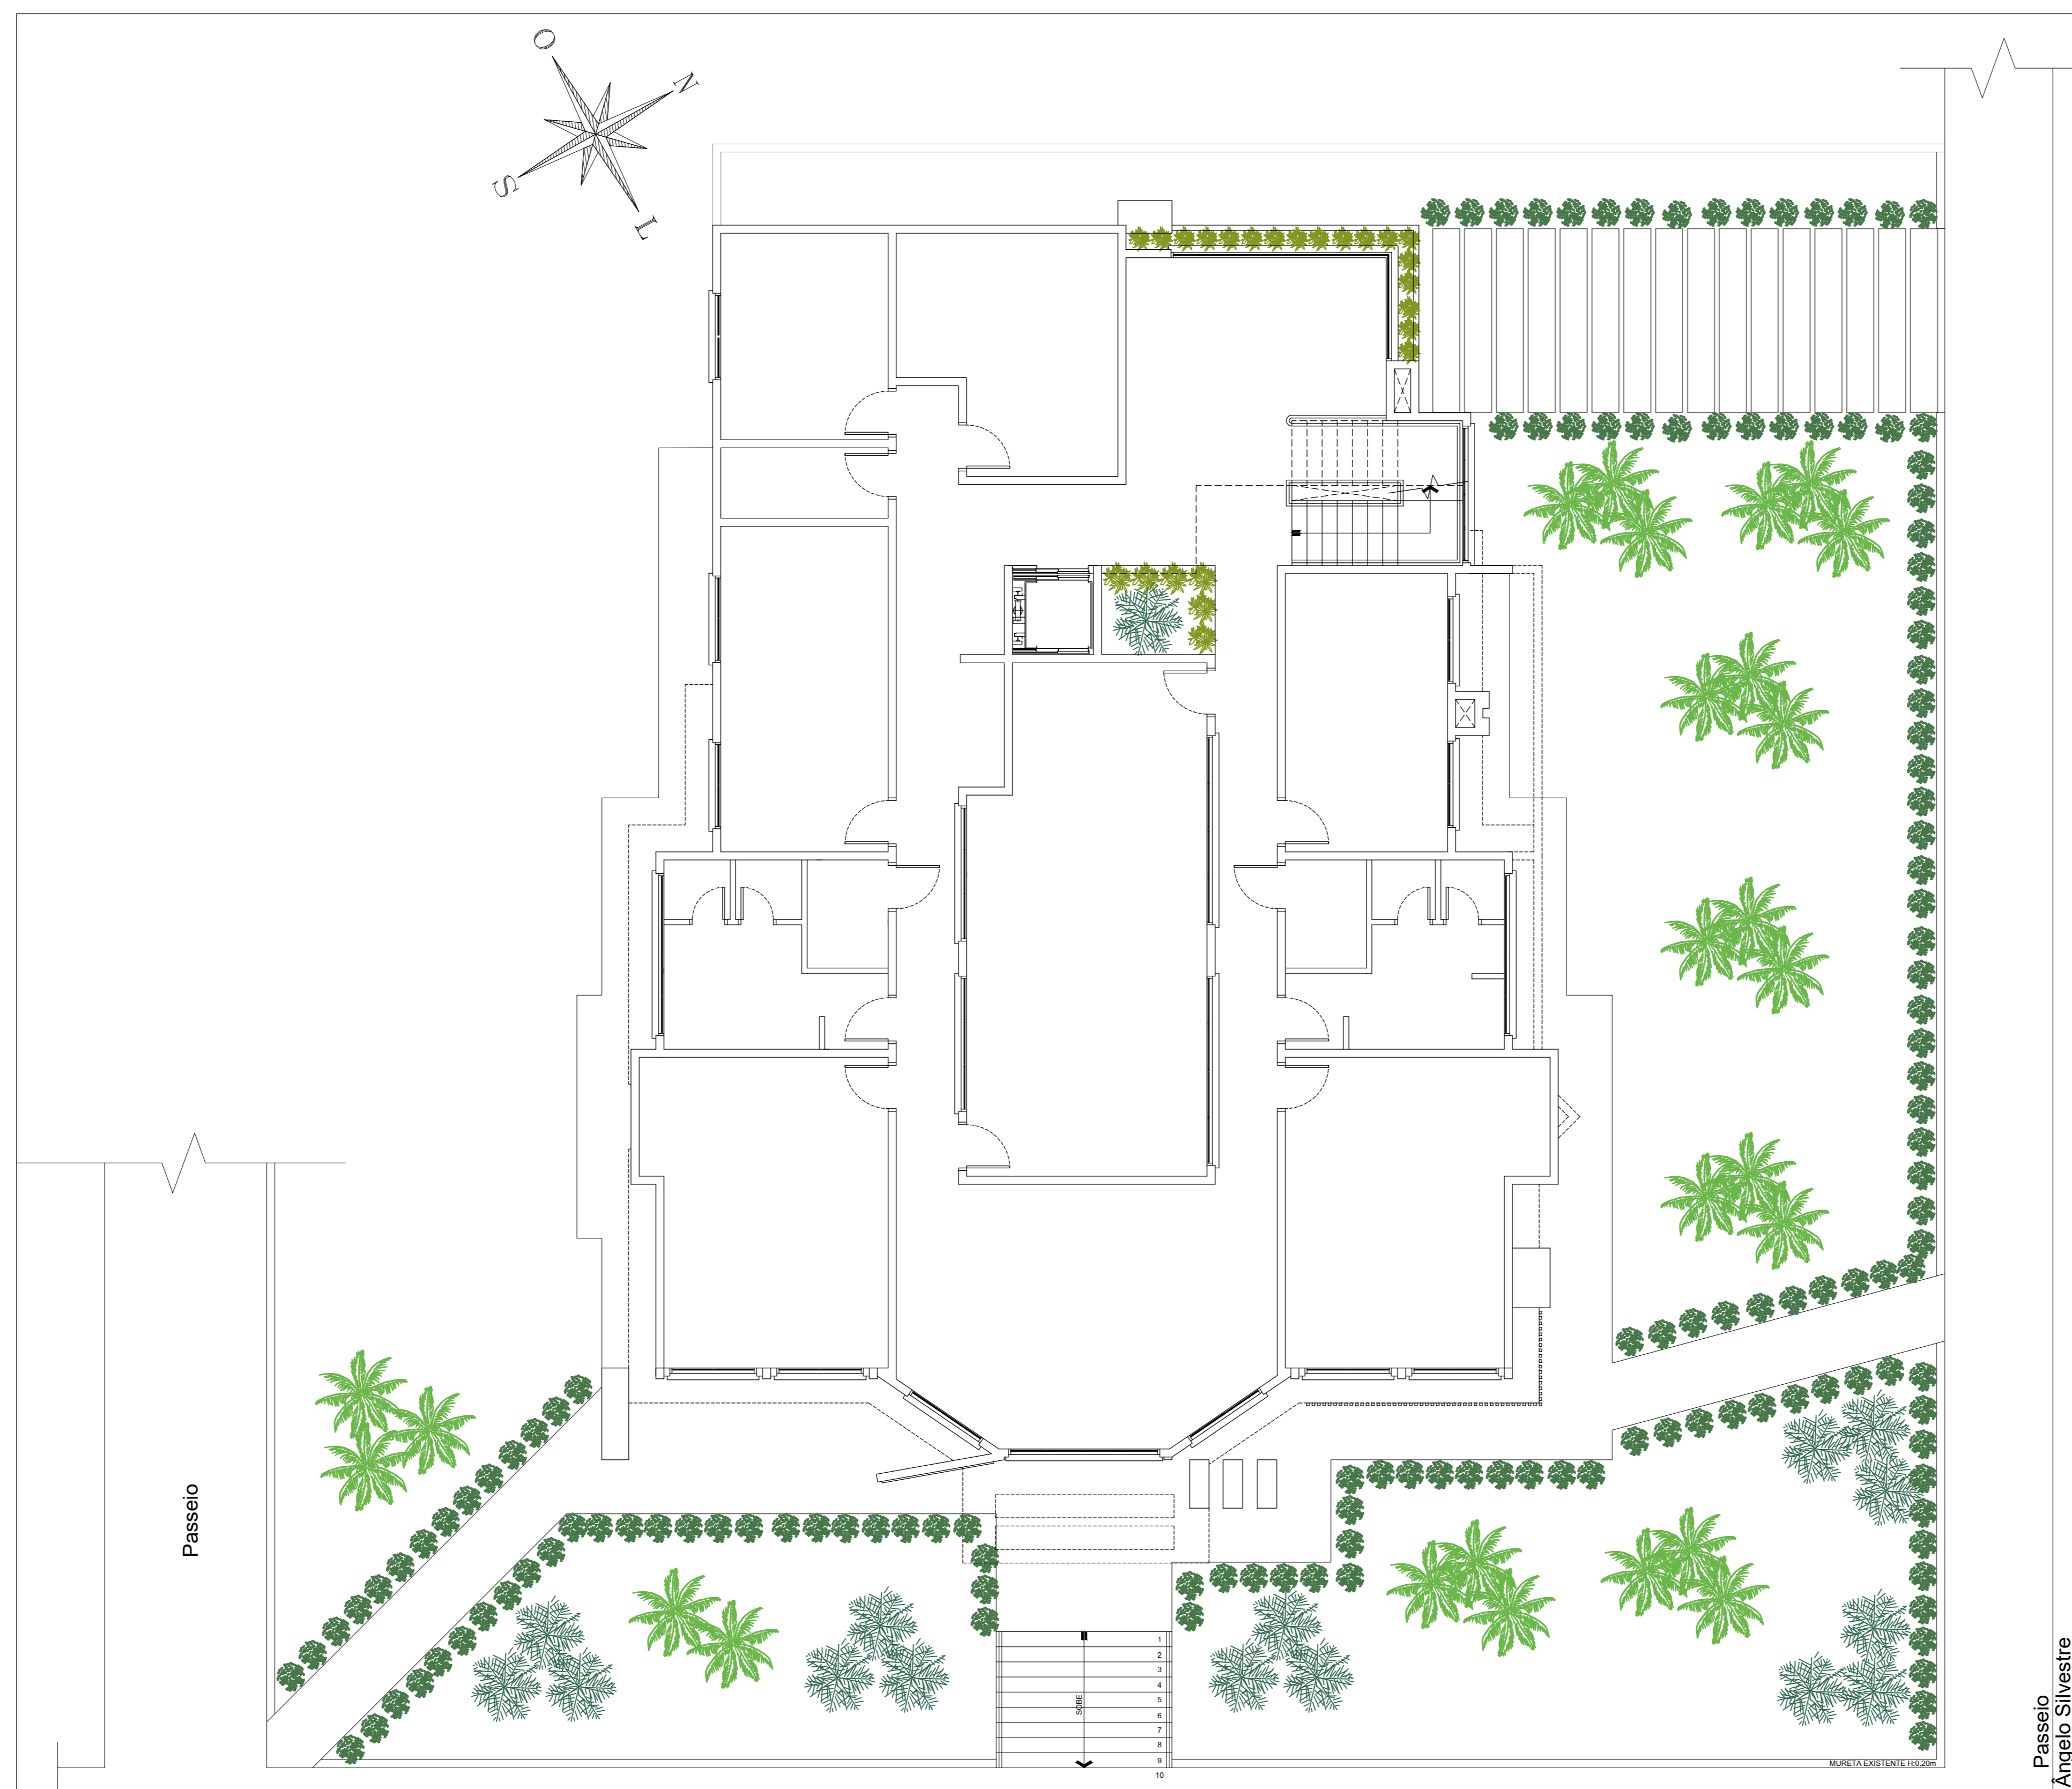 O
N
S
L
Passeio
SOBE
1
2
3
4
5
6
7
8
9
10
MURETA EXISTENTE H:0,20m
Passeio
Ângelo Silvestre